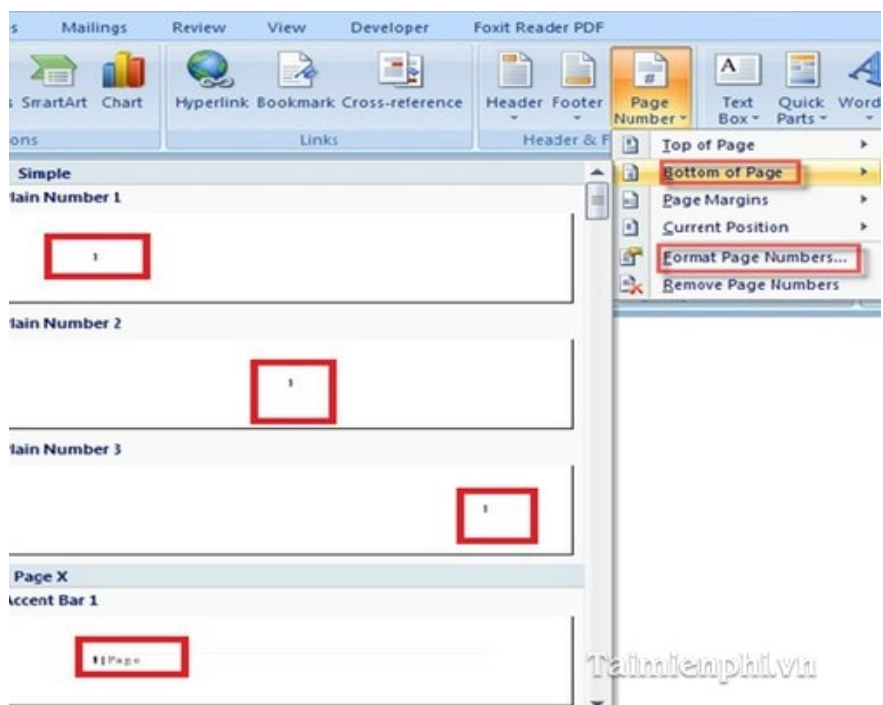 s Mailings Review View Developer Foxit Reader PDF
s SmartArt Chart Hyperlink Bookmark Cross-reference Header Footer Page Number Text Box Quick Parts Word
ons Links Header & F
Top of Page
Bottom of Page
Page Margins
Current Position
Format Page Numbers...
Remove Page Numbers
Simple
lain Number 1
1
lain Number 2
1
lain Number 3
1
Page X
Accent Bar 1
1|Page
Taimienphi.vn